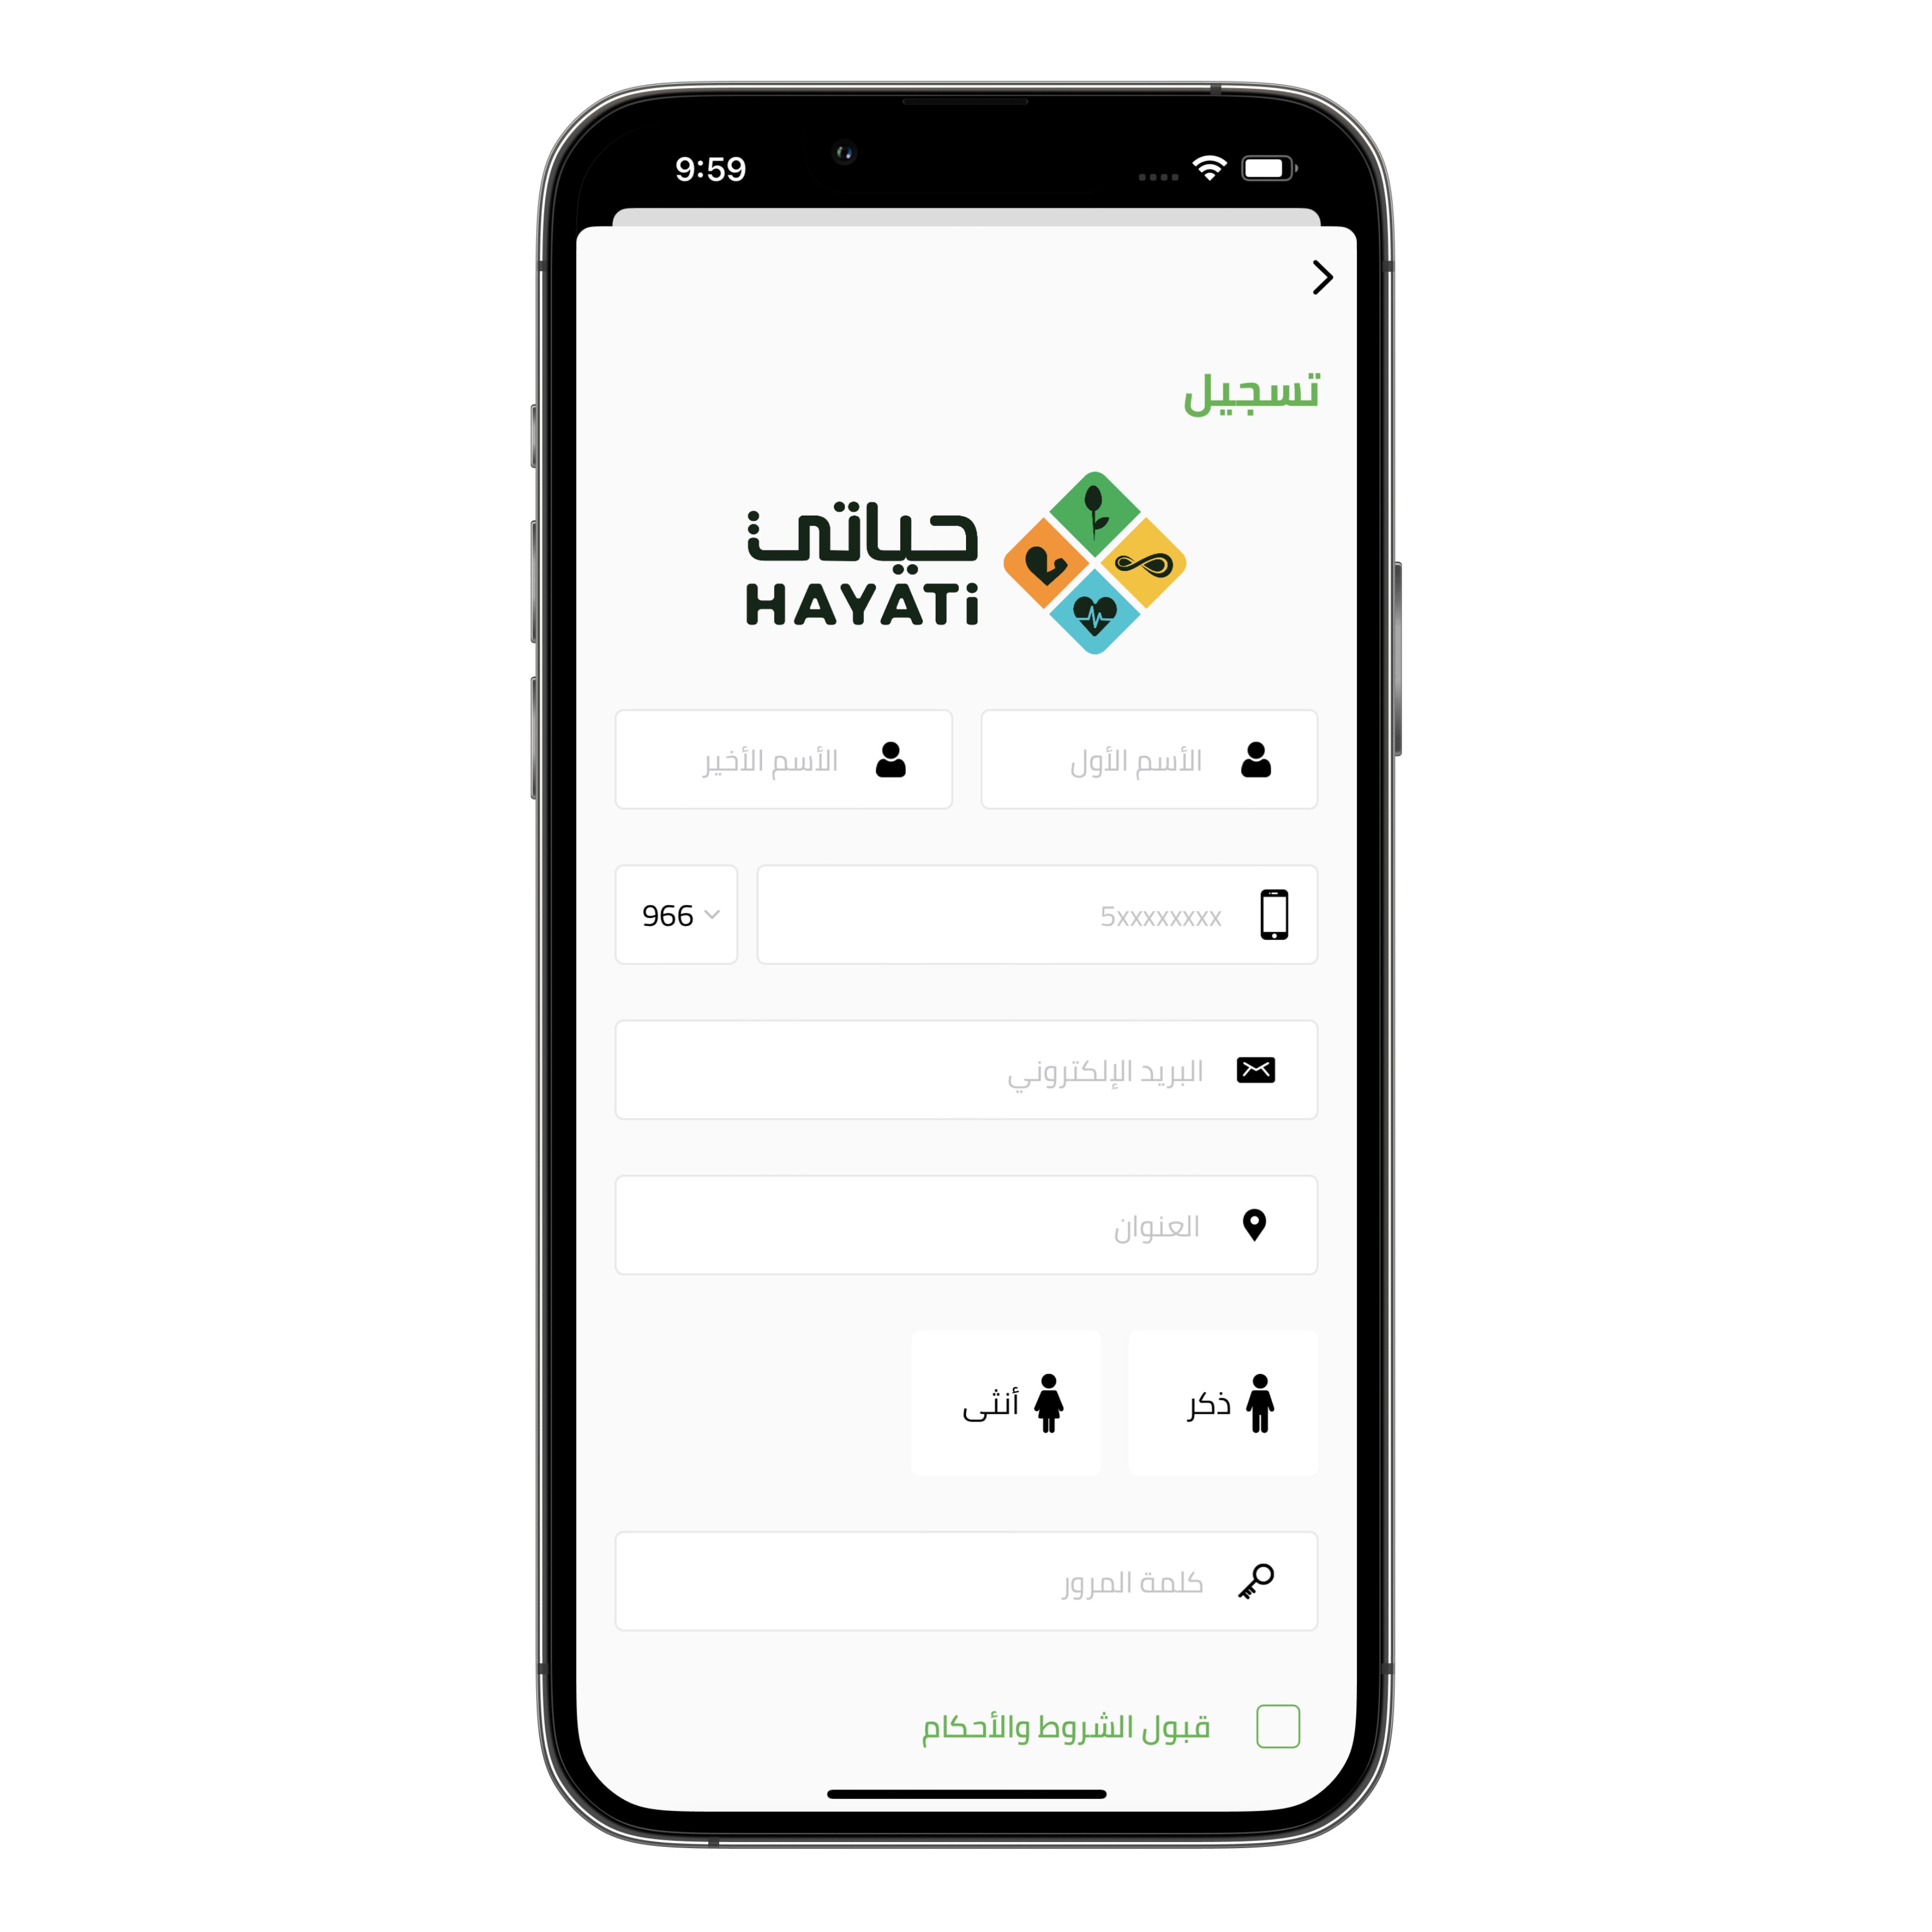 9:59
تسجيل
حياتي
HAYATi
الأسم الأول
الأسم الأخير
5xxxxxxxx
966
البريد الإلكتروني
العنوان
ذكر
أنثى
كلمة المرور
قبول الشروط والأحكام